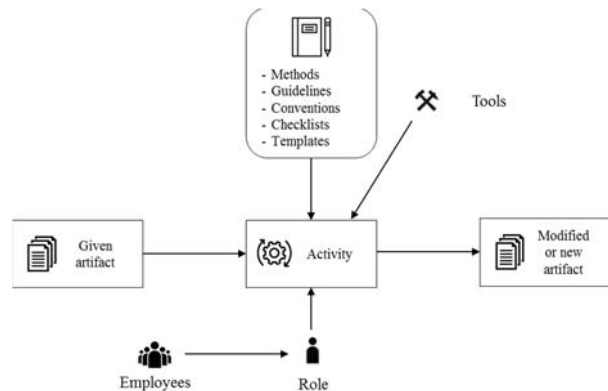 - Methods
- Guidelines
- Conventions
- Checklists
- Templates
Tools
Given
artifact
Activity
Modified
or new
artifact
Employees
Role